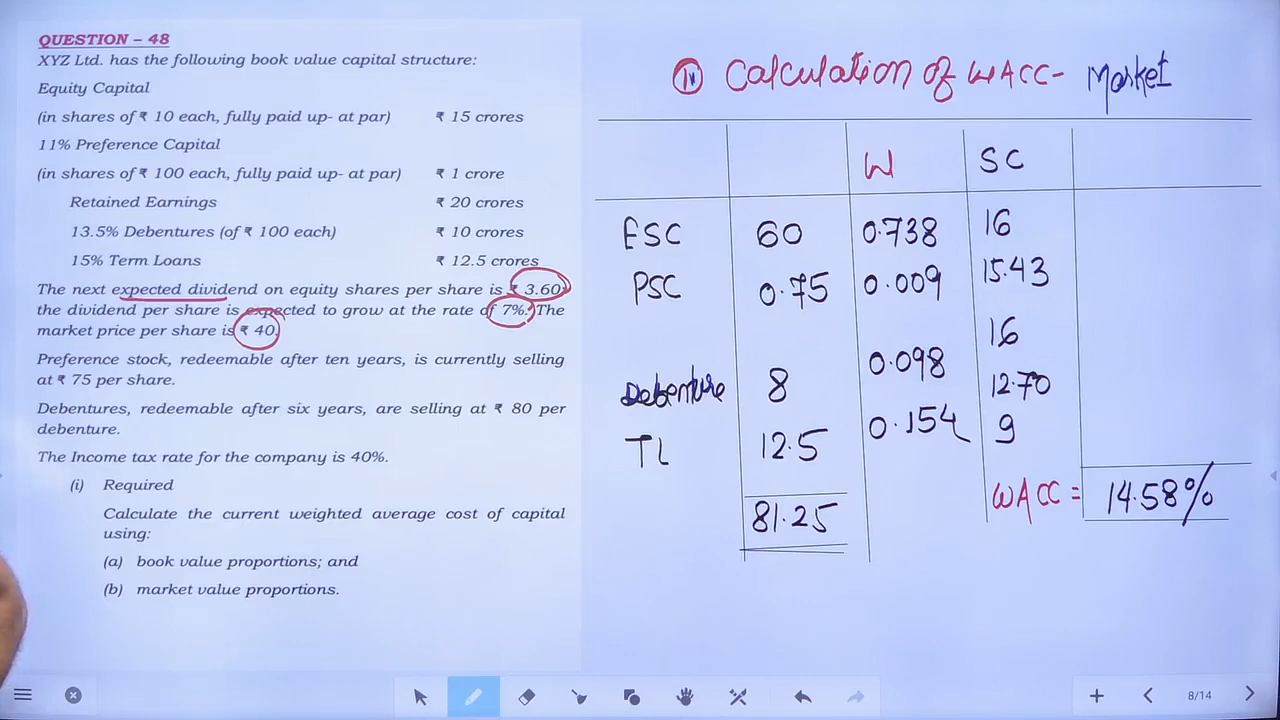 QUESTION – 48
XYZ Ltd. has the following book value capital structure:
Equity Capital
(in shares of ₹ 10 each, fully paid up- at par) ₹ 15 crores
11% Preference Capital
(in shares of ₹ 100 each, fully paid up- at par) ₹ 1 crore
Retained Earnings ₹ 20 crores
13.5% Debentures (of ₹ 100 each) ₹ 10 crores
15% Term Loans ₹ 12.5 crores
The next expected dividend on equity shares per share is ₹ 3.60;
the dividend per share is expected to grow at the rate of 7%. The
market price per share is ₹ 40.
Preference stock, redeemable after ten years, is currently selling
at ₹ 75 per share.
Debentures, redeemable after six years, are selling at ₹ 80 per
debenture.
The Income tax rate for the company is 40%.
(i) Required
Calculate the current weighted average cost of capital
using:
(a) book value proportions; and
(b) market value proportions.
(iv) Calculation of WACC- Market
W SC
ESC 60 0.738 16
PSC 0.75 0.009 15.43
16
Debenture 8 0.098 12.70
TL 12.5 0.154 9
81.25 WACC = 14.58%
8/14